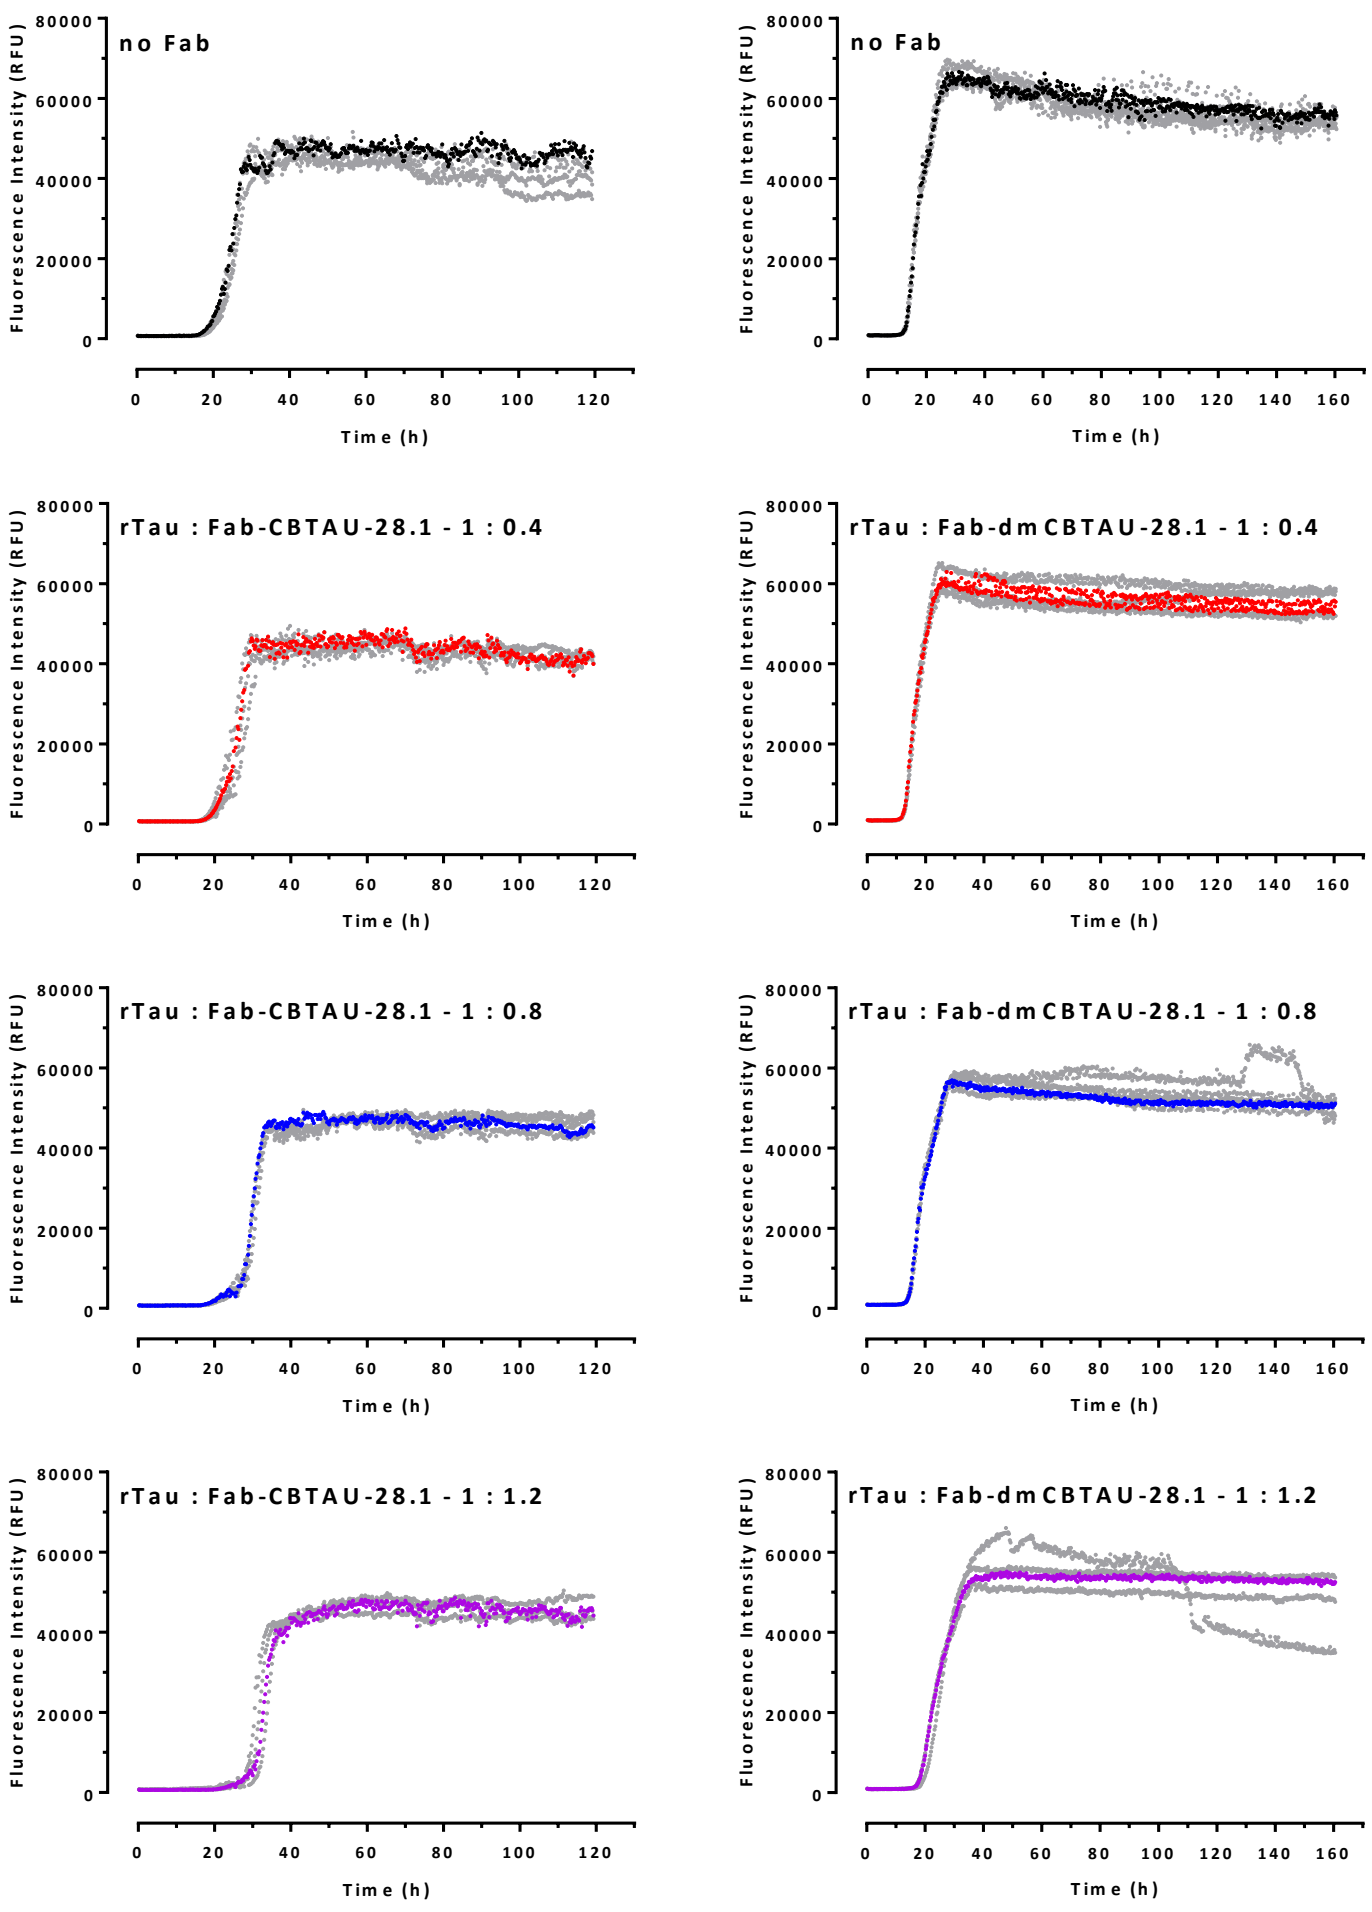 no Fab
Fluorescence Intensity (RFU)
80000
60000
40000
20000
0
0 20 40 60 80 100 120
Time (h)
no Fab
Fluorescence Intensity (RFU)
80000
60000
40000
20000
0
0 20 40 60 80 100 120 140 160
Time (h)
rTau : Fab-CBTAU-28.1 - 1 : 0.4
Fluorescence Intensity (RFU)
80000
60000
40000
20000
0
0 20 40 60 80 100 120
Time (h)
rTau : Fab-dmCBTAU-28.1 - 1 : 0.4
Fluorescence Intensity (RFU)
80000
60000
40000
20000
0
0 20 40 60 80 100 120 140 160
Time (h)
rTau : Fab-CBTAU-28.1 - 1 : 0.8
Fluorescence Intensity (RFU)
80000
60000
40000
20000
0
0 20 40 60 80 100 120
Time (h)
rTau : Fab-dmCBTAU-28.1 - 1 : 0.8
Fluorescence Intensity (RFU)
80000
60000
40000
20000
0
0 20 40 60 80 100 120 140 160
Time (h)
rTau : Fab-CBTAU-28.1 - 1 : 1.2
Fluorescence Intensity (RFU)
80000
60000
40000
20000
0
0 20 40 60 80 100 120
Time (h)
rTau : Fab-dmCBTAU-28.1 - 1 : 1.2
Fluorescence Intensity (RFU)
80000
60000
40000
20000
0
0 20 40 60 80 100 120 140 160
Time (h)